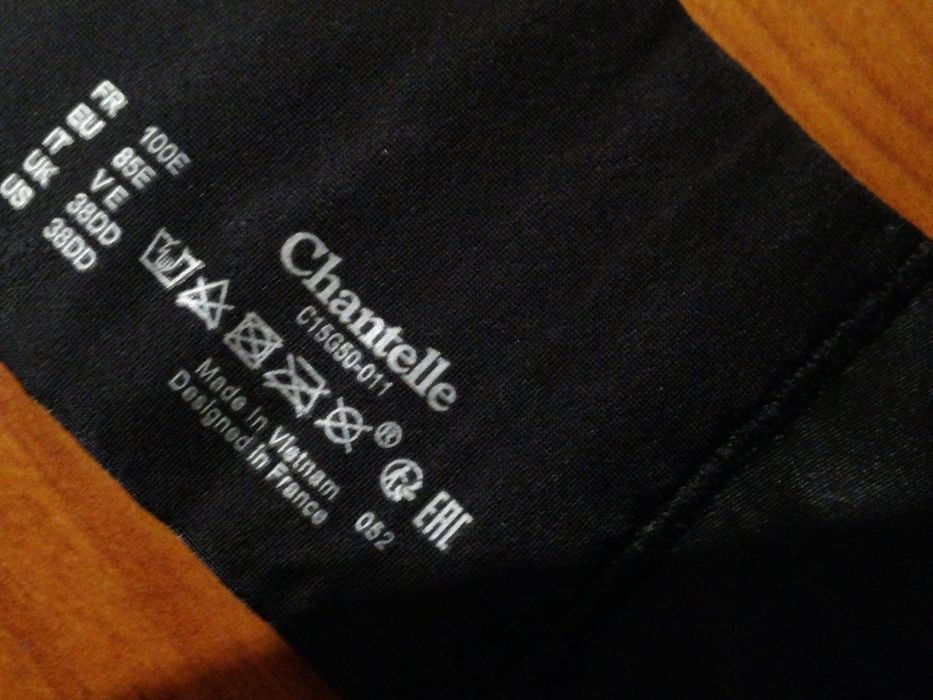 FR 100E
EU 85E
IT V E
UK 38DD
US 38DD
Chantelle ®
C15G50-011
Made in Vietnam
Designed in France
052
EAC